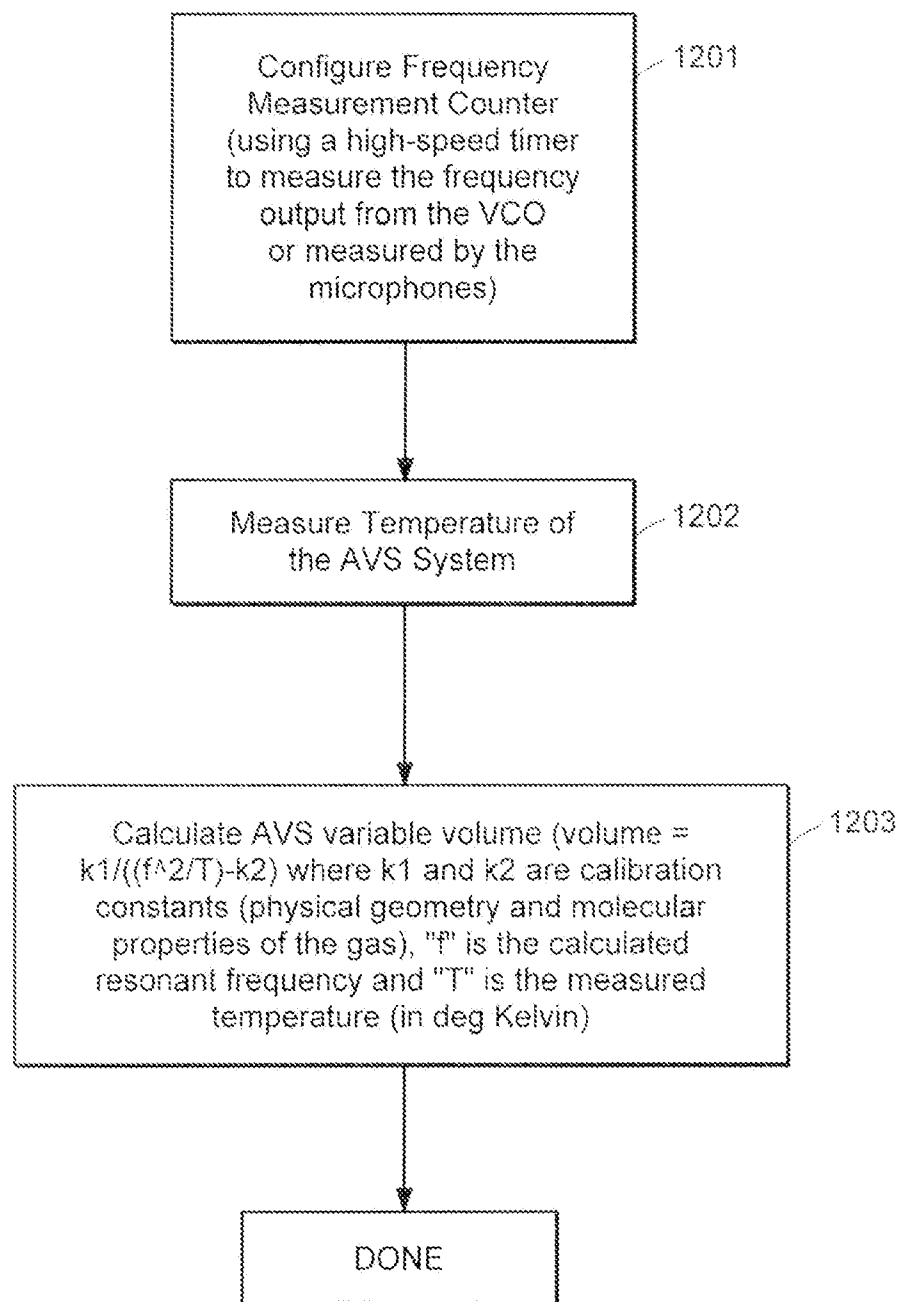 Configure Frequency
Measurement Counter
(using a high-speed timer
to measure the frequency
output from the VCO
or measured by the
microphones)
1201
Measure Temperature of
the AVS System
1202
Calculate AVS variable volume (volume =
k1/((f^2/T)-k2) where k1 and k2 are calibration
constants (physical geometry and molecular
properties of the gas), "f" is the calculated
resonant frequency and "T" is the measured
temperature (in deg Kelvin)
1203
DONE